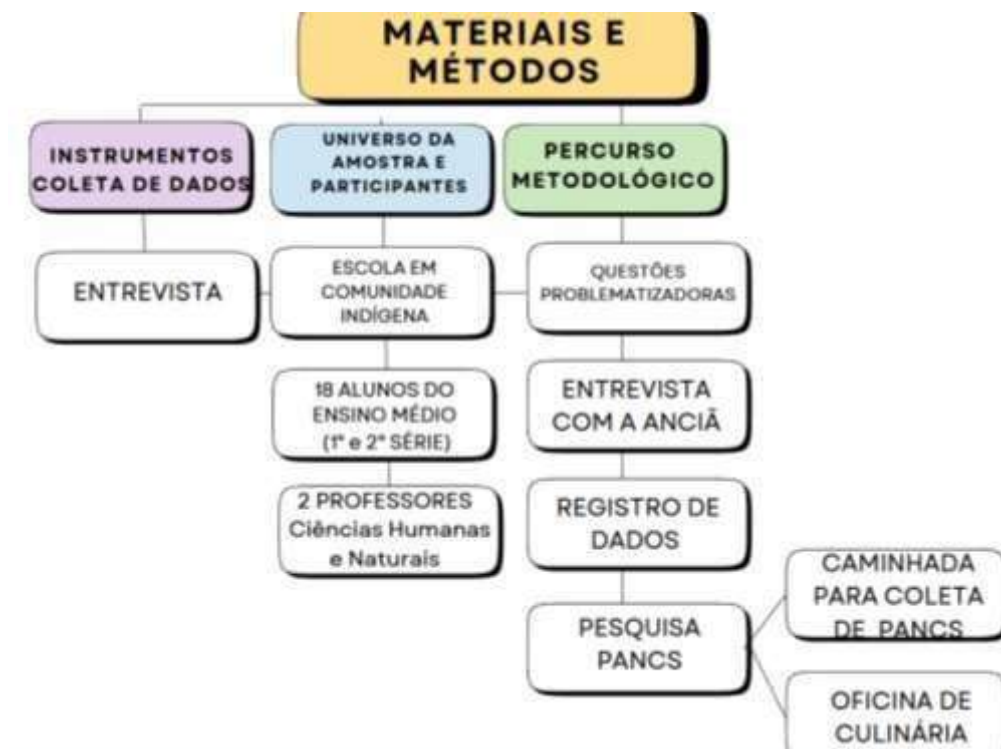 MATERIAIS E
MÉTODOS
INSTRUMENTOS
COLETA DE DADOS
UNIVERSO DA
AMOSTRA E
PARTICIPANTES
PERCURSO
METODOLÓGICO
ENTREVISTA
ESCOLA EM
COMUNIDADE
INDÍGENA
QUESTÕES
PROBLEMATIZADORAS
18 ALUNOS DO
ENSINO MÉDIO
(1ª e 2ª SÉRIE)
ENTREVISTA
COM A ANCIÃ
2 PROFESSORES
Ciências Humanas
e Naturais
REGISTRO DE
DADOS
PESQUISA
PANCS
CAMINHADA
PARA COLETA
DE PANCS
OFICINA DE
CULINÁRIA